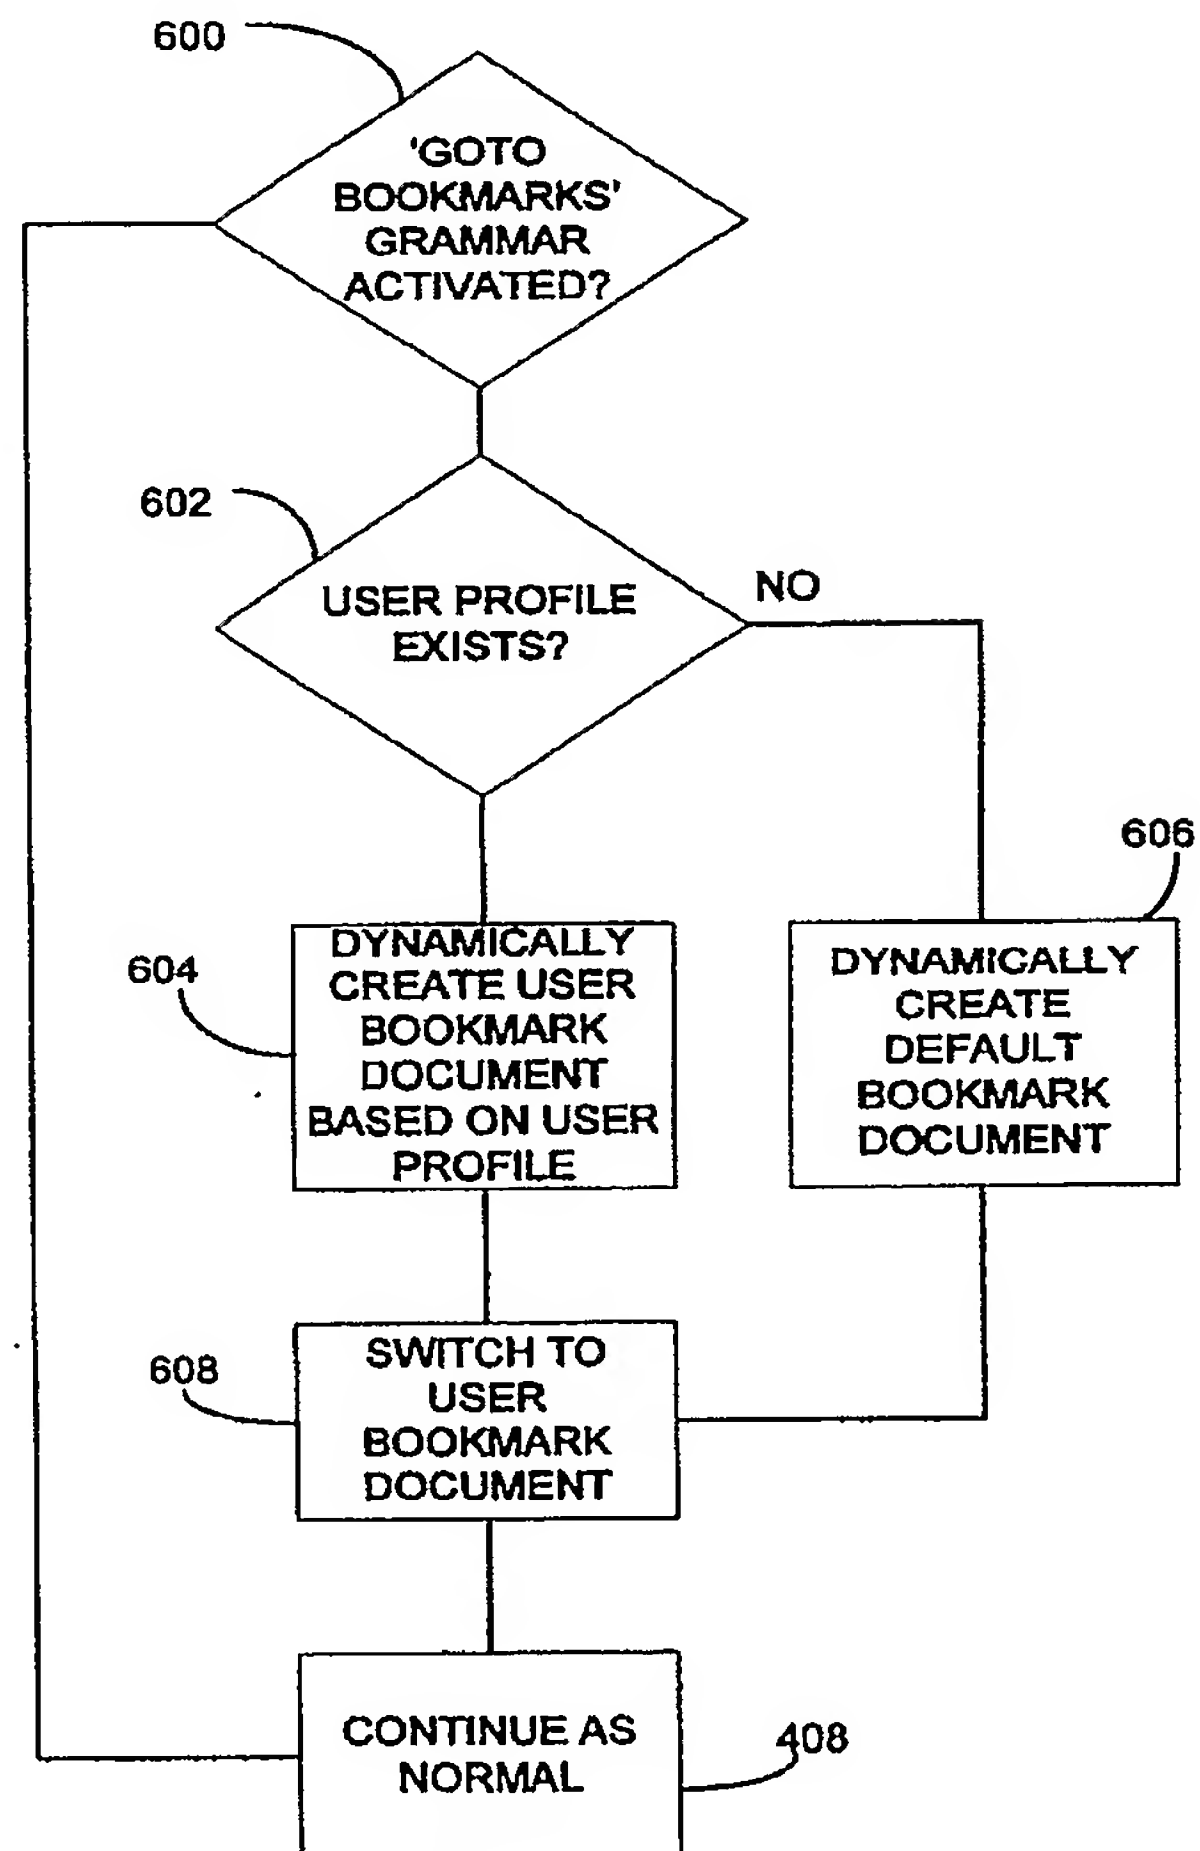 600
'GOTO
BOOKMARKS'
GRAMMAR
ACTIVATED?
602
USER PROFILE
EXISTS?
NO
606
604
DYNAMICALLY
CREATE USER
BOOKMARK
DOCUMENT
BASED ON USER
PROFILE
DYNAMICALLY
CREATE
DEFAULT
BOOKMARK
DOCUMENT
608
SWITCH TO
USER
BOOKMARK
DOCUMENT
CONTINUE AS
NORMAL
408